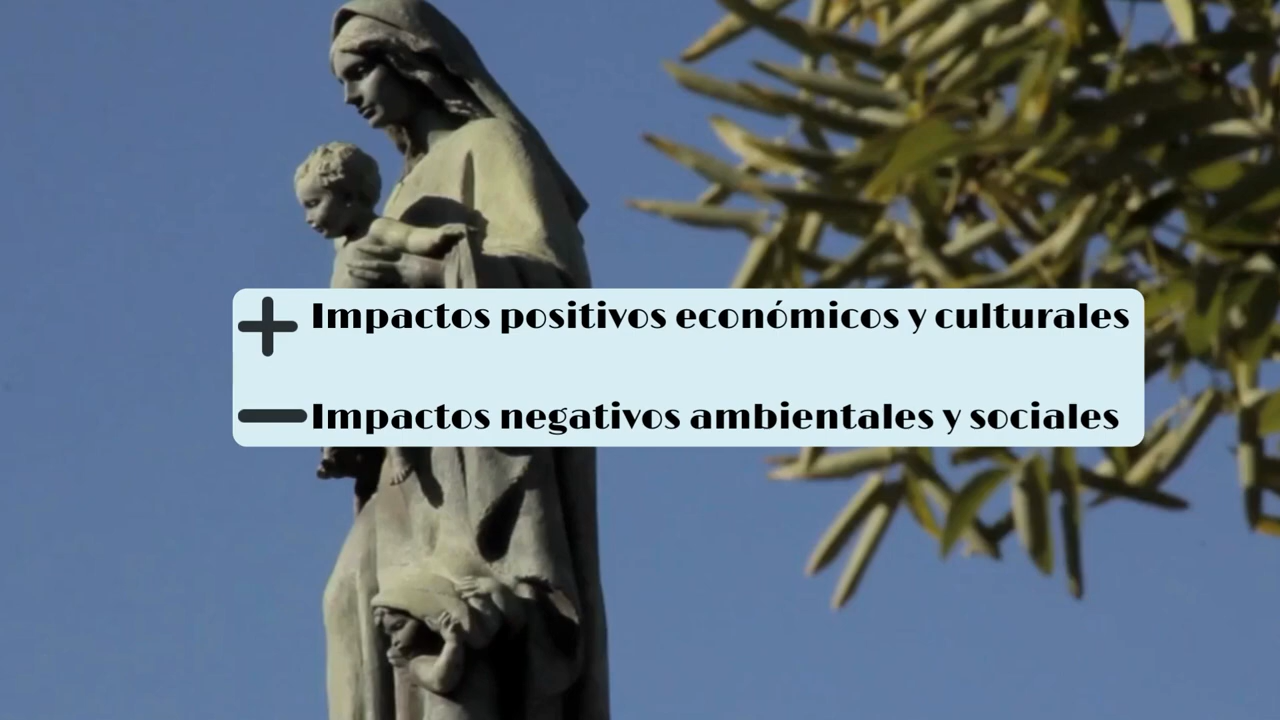 + Impactos positivos económicos y culturales
— Impactos negativos ambientales y sociales